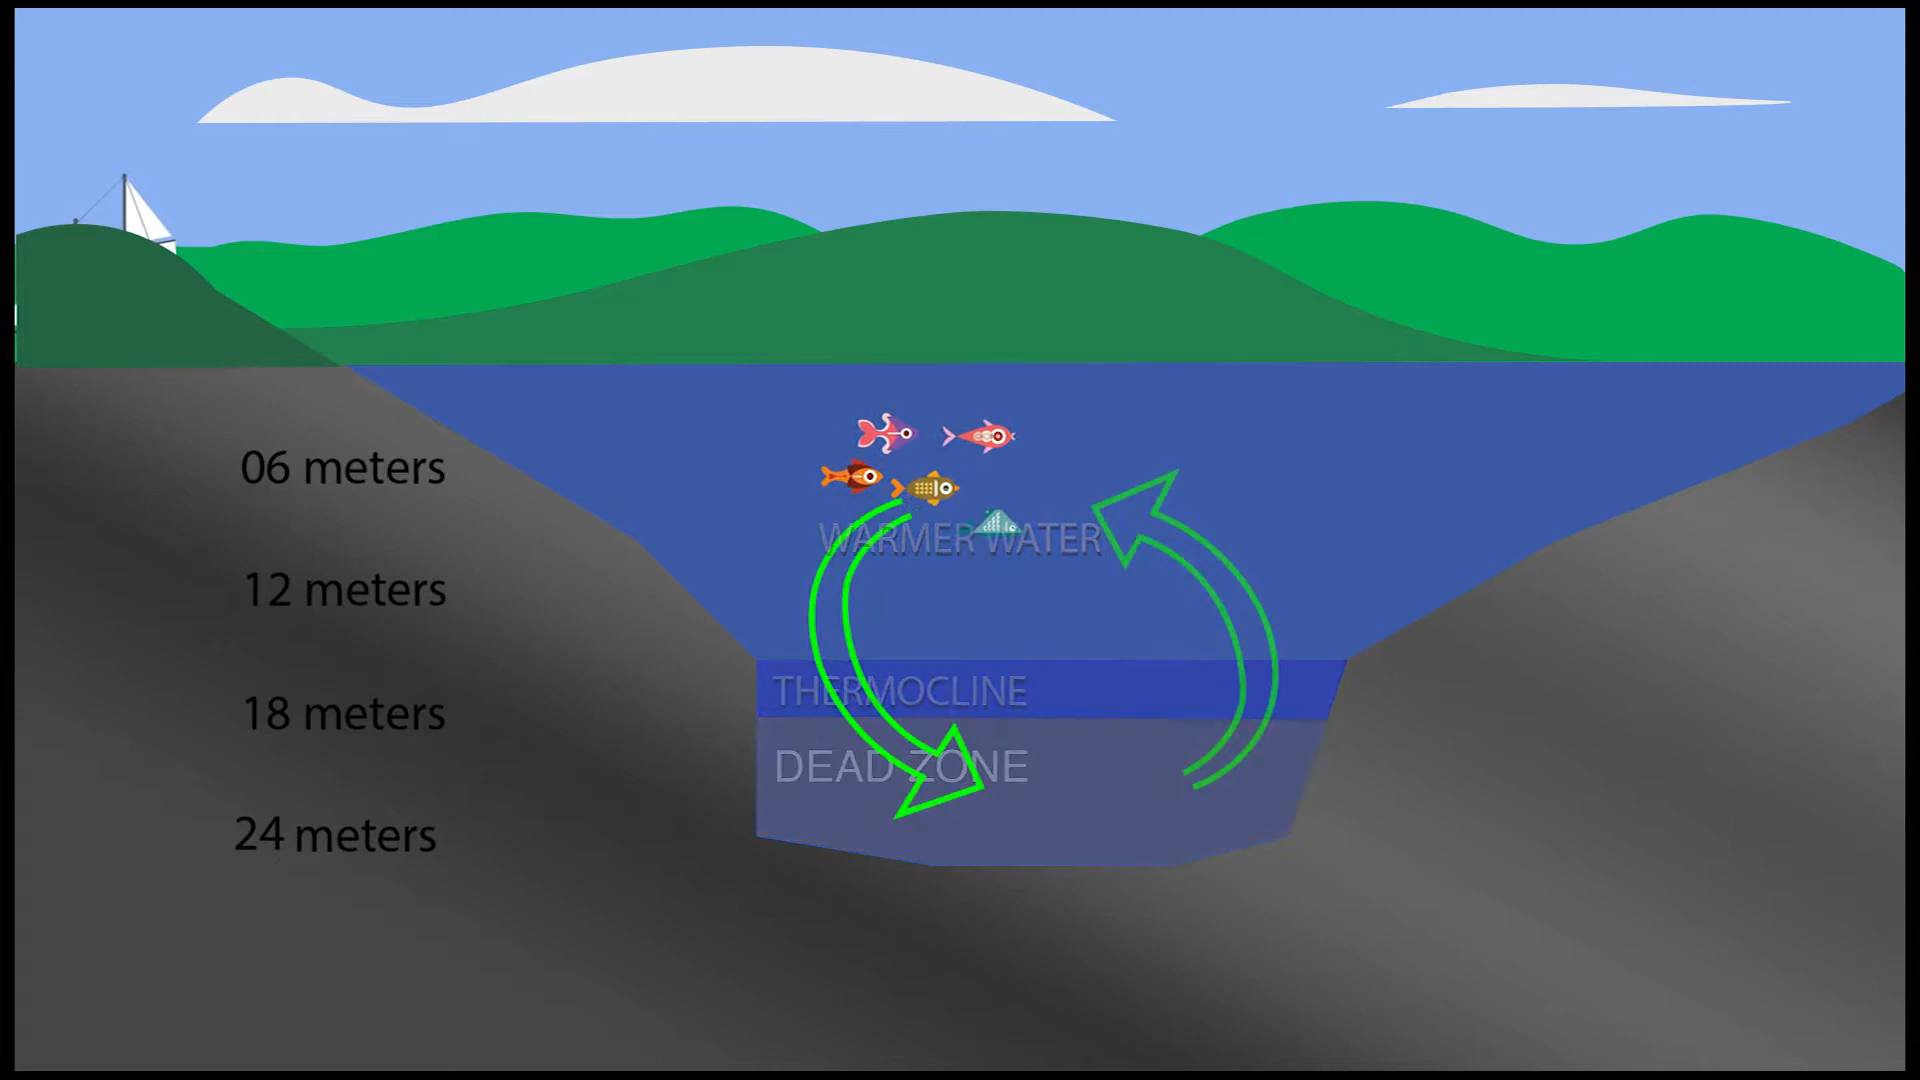 06 meters
WARMER WATER
12 meters
THERMOCLINE
18 meters
DEAD ZONE
24 meters